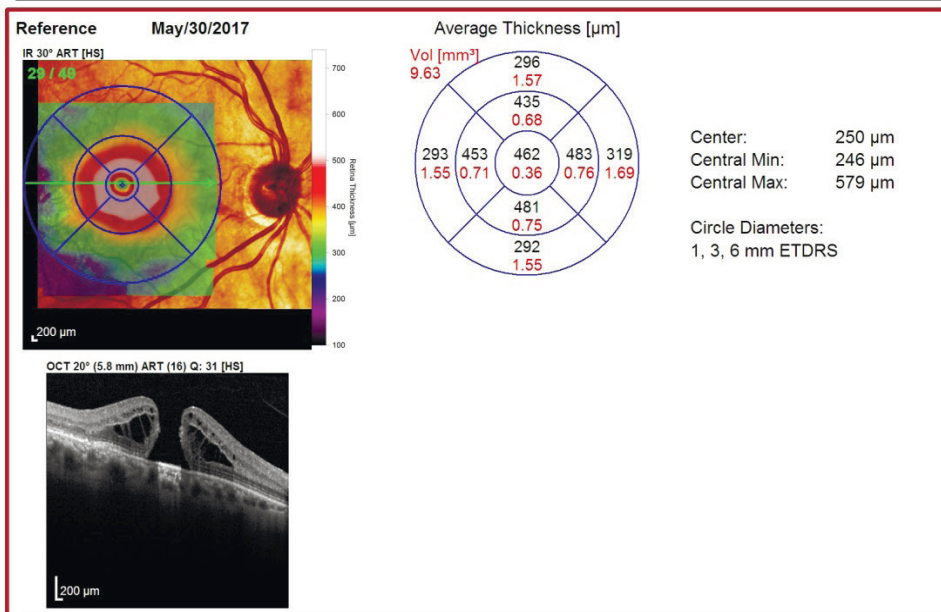 Reference May/30/2017
IR 30° ART [HS]
29 / 49
700
600
500
400
300
200
100
Retina Thickness [µm]
200 µm
OCT 20° (5.8 mm) ART (16) Q: 31 [HS]
200 µm
Average Thickness [µm]
Vol [mm³]
9.63
296
1.57
435
0.68
293 453 462 483 319
1.55 0.71 0.36 0.76 1.69
481
0.75
292
1.55
Center: 250 µm
Central Min: 246 µm
Central Max: 579 µm
Circle Diameters:
1, 3, 6 mm ETDRS